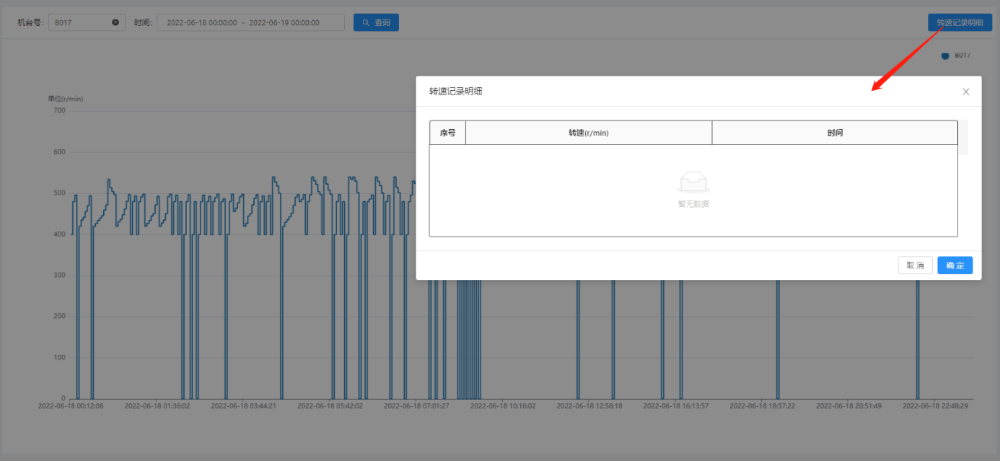 机台号: B017 时间: 2022-06-18 00:00:00 ~ 2022-06-19 00:00:00 查询 转速记录明细
B017
单位(r/min)
700
600
500
400
300
200
100
0
2022-06-18 00:12:06 2022-06-18 01:36:02 2022-06-18 03:44:21 2022-06-18 05:42:02 2022-06-18 07:01:27 2022-06-18 10:16:02 2022-06-18 12:58:18 2022-06-18 16:13:57 2022-06-18 18:57:22 2022-06-18 20:51:49 2022-06-18 22:48:29
转速记录明细
序号 转速(r/min) 时间
暂无数据
取 消 确 定